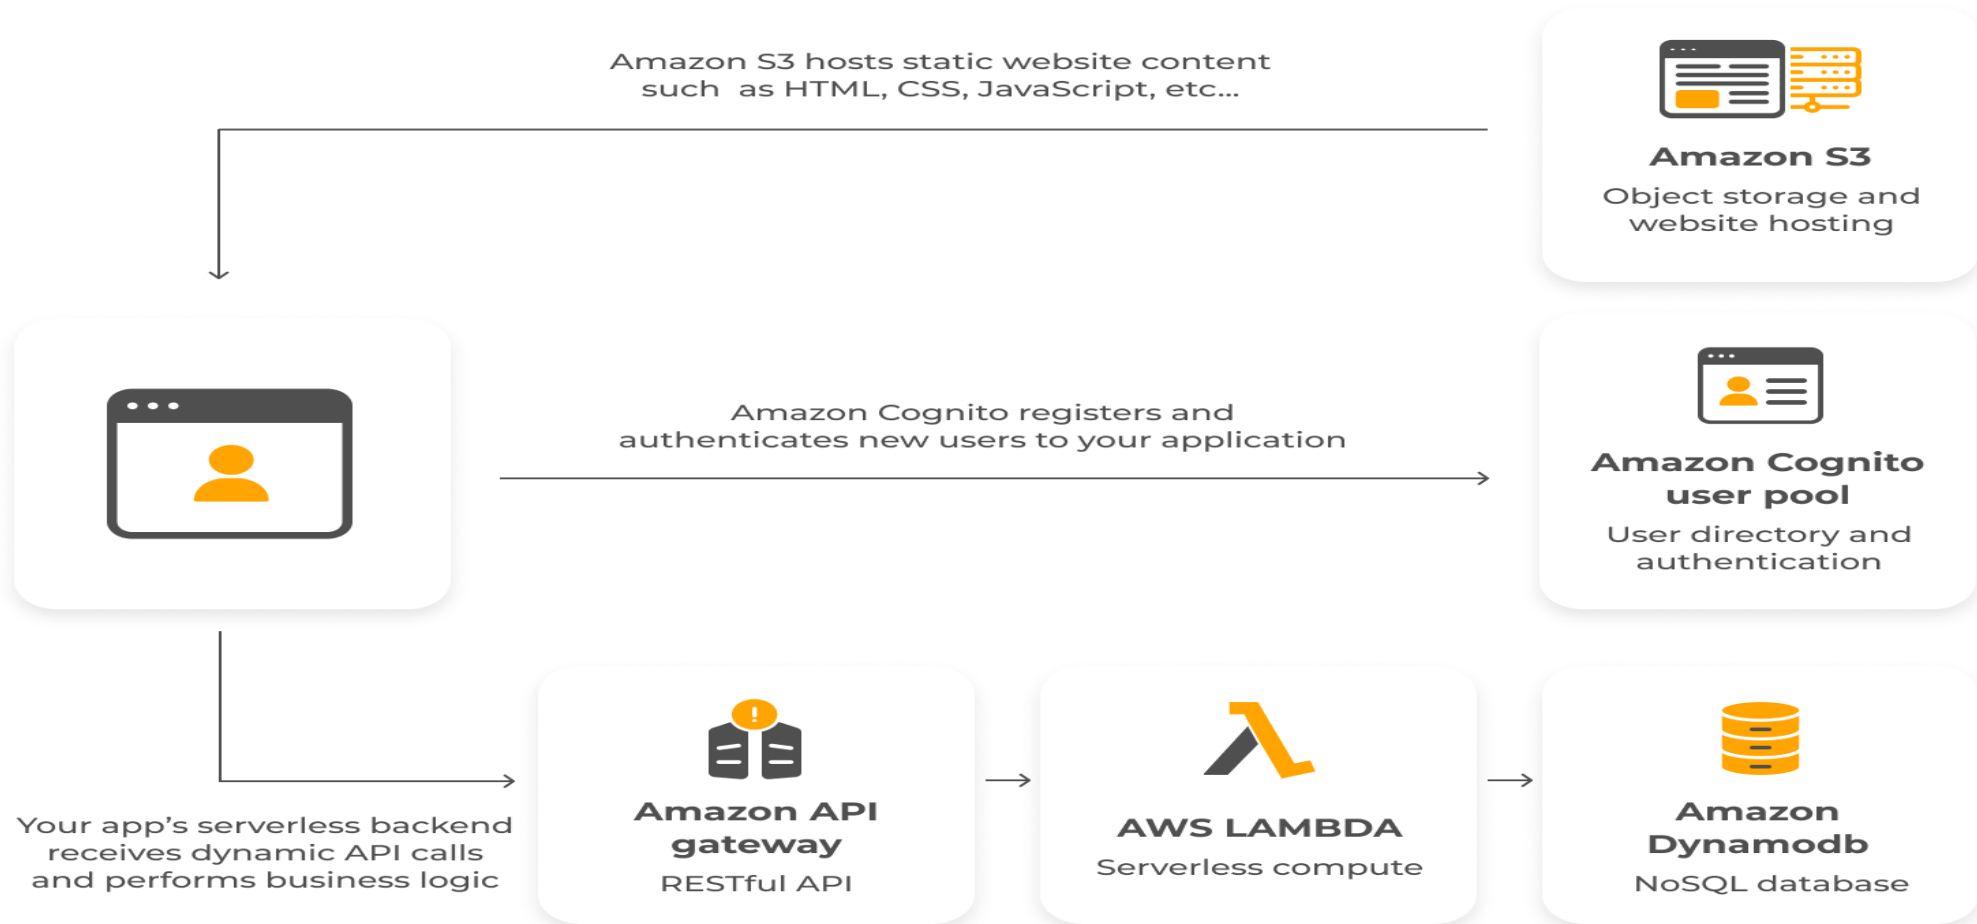 Amazon S3 hosts static website content
such as HTML, CSS, JavaScript, etc...
Amazon S3
Object storage and
website hosting
Amazon Cognito registers and
authenticates new users to your application
Amazon Cognito
user pool
User directory and
authentication
Your app's serverless backend
receives dynamic API calls
and performs business logic
Amazon API
gateway
RESTful API
AWS LAMBDA
Serverless compute
Amazon
Dynamodb
NoSQL database